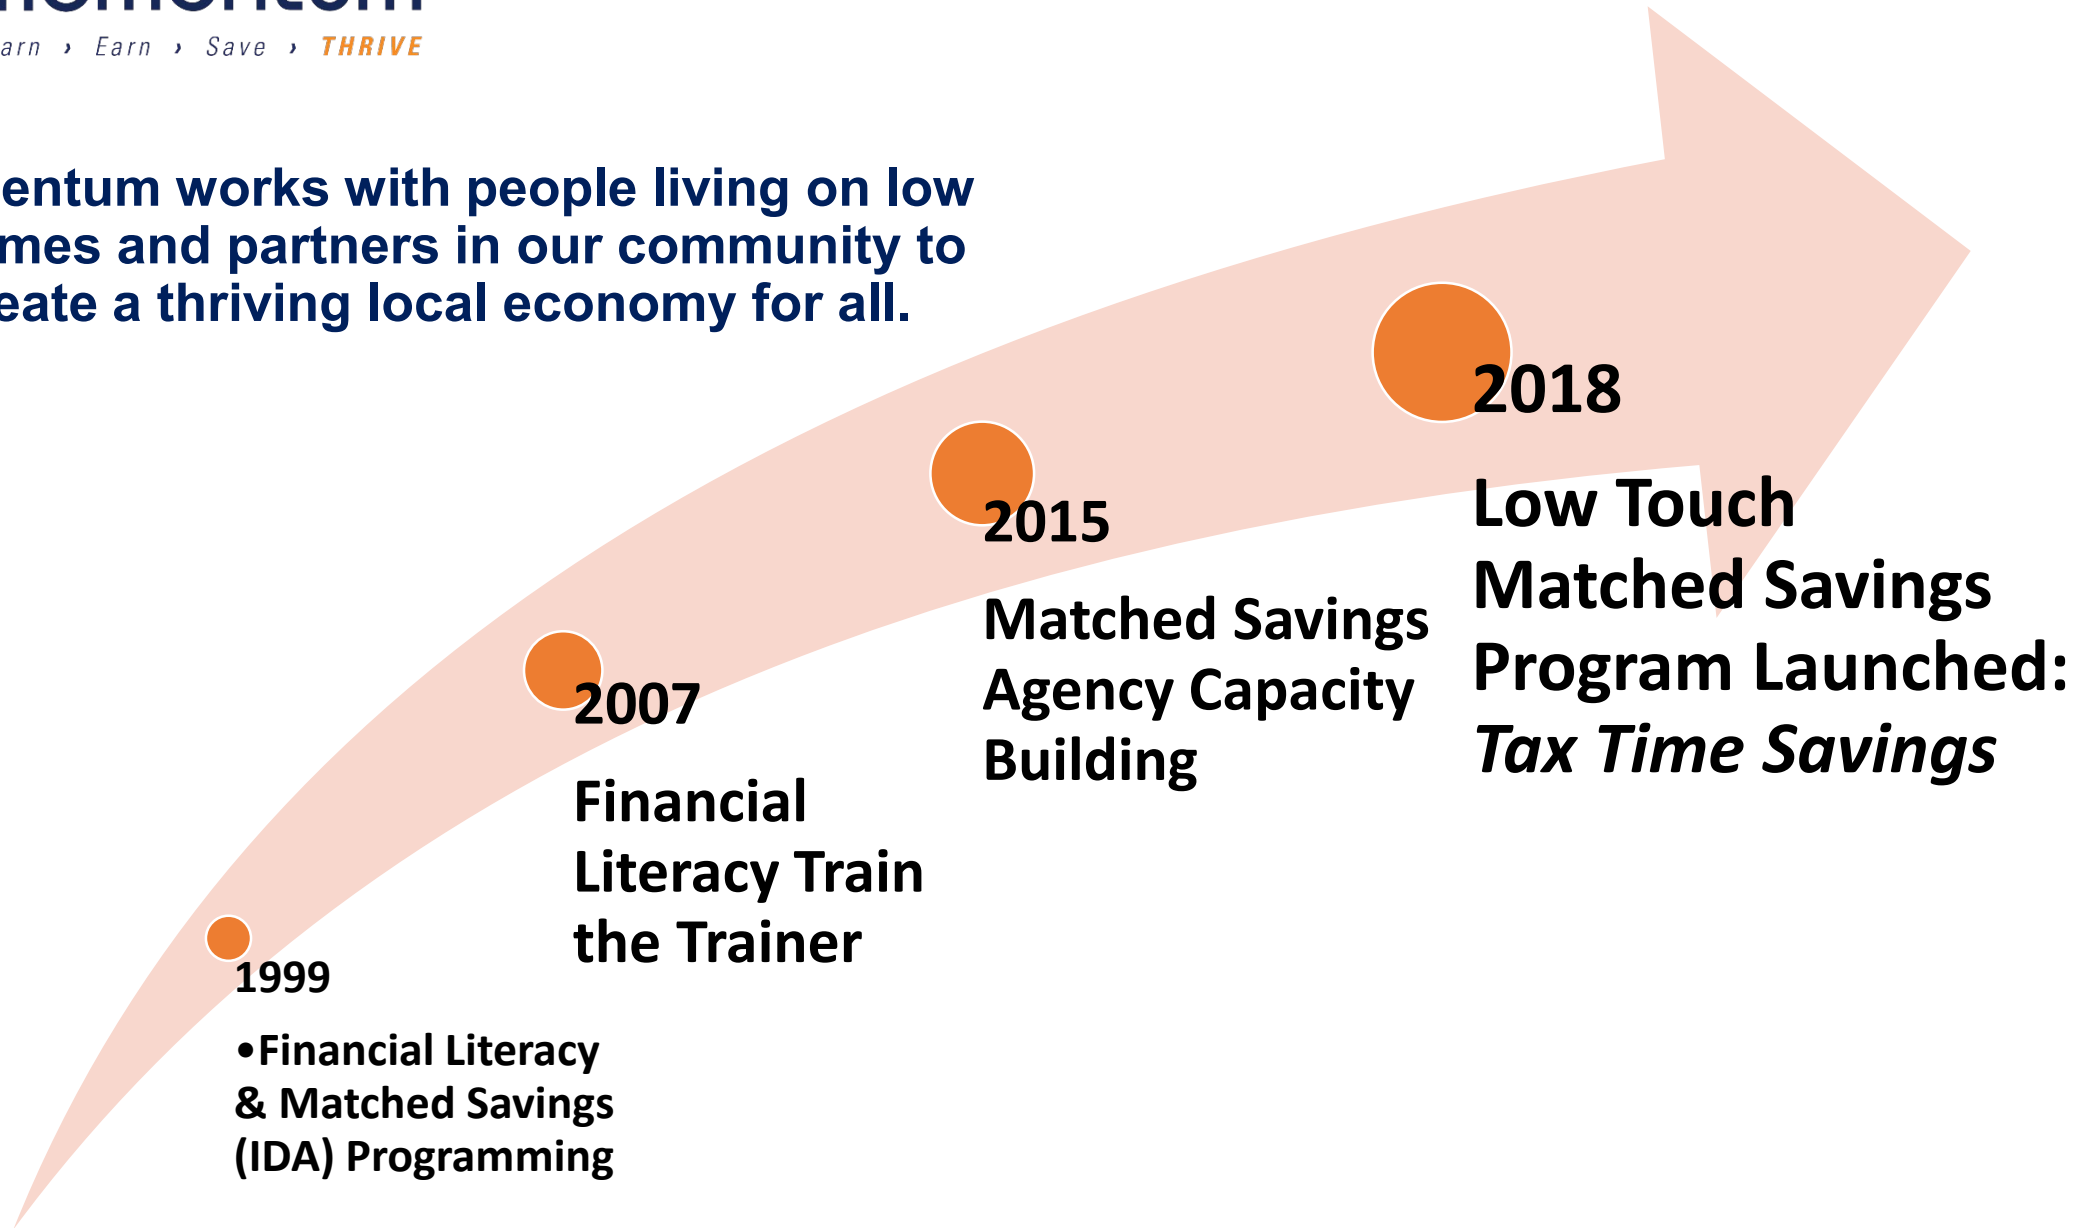 arn › Earn › Save › THRIVE
entum works with people living on low
mes and partners in our community to
eate a thriving local economy for all.
2018
Low Touch
Matched Savings
Program Launched:
Tax Time Savings
2015
Matched Savings
Agency Capacity
Building
2007
Financial
Literacy Train
the Trainer
1999
•Financial Literacy
& Matched Savings
(IDA) Programming